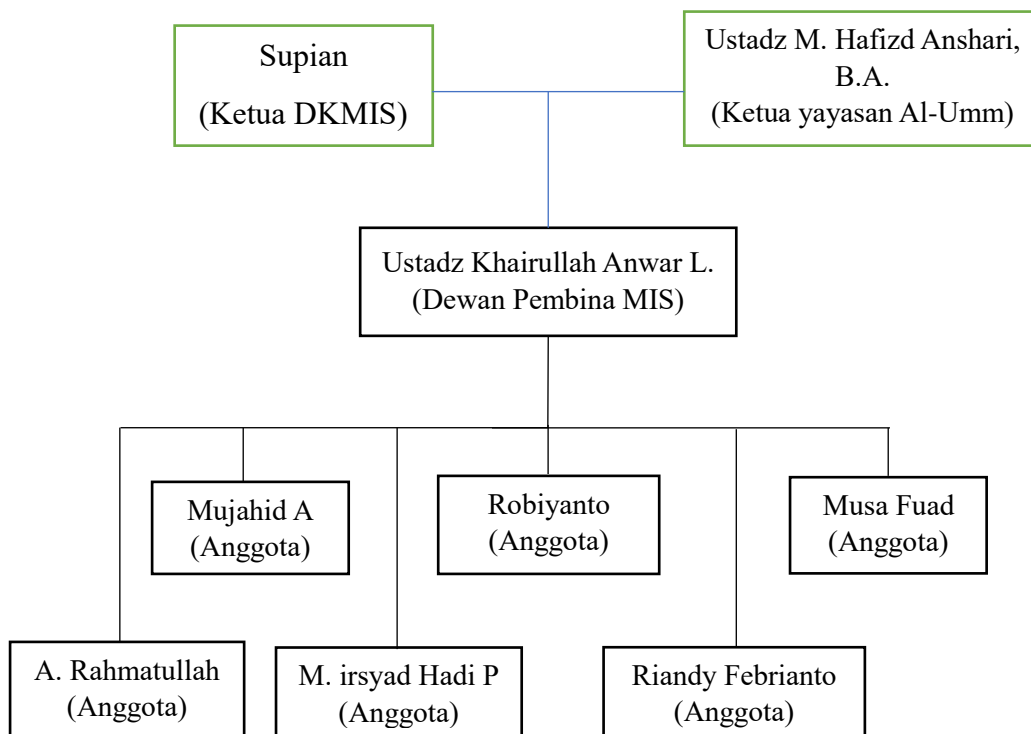 Supian
(Ketua DKMIS)
Ustadz M. Hafizd Anshari,
B.A.
(Ketua yayasan Al-Umm)
Ustadz Khairullah Anwar L.
(Dewan Pembina MIS)
Mujahid A
(Anggota)
Robiyanto
(Anggota)
Musa Fuad
(Anggota)
A. Rahmatullah
(Anggota)
M. irsyad Hadi P
(Anggota)
Riandy Febrianto
(Anggota)